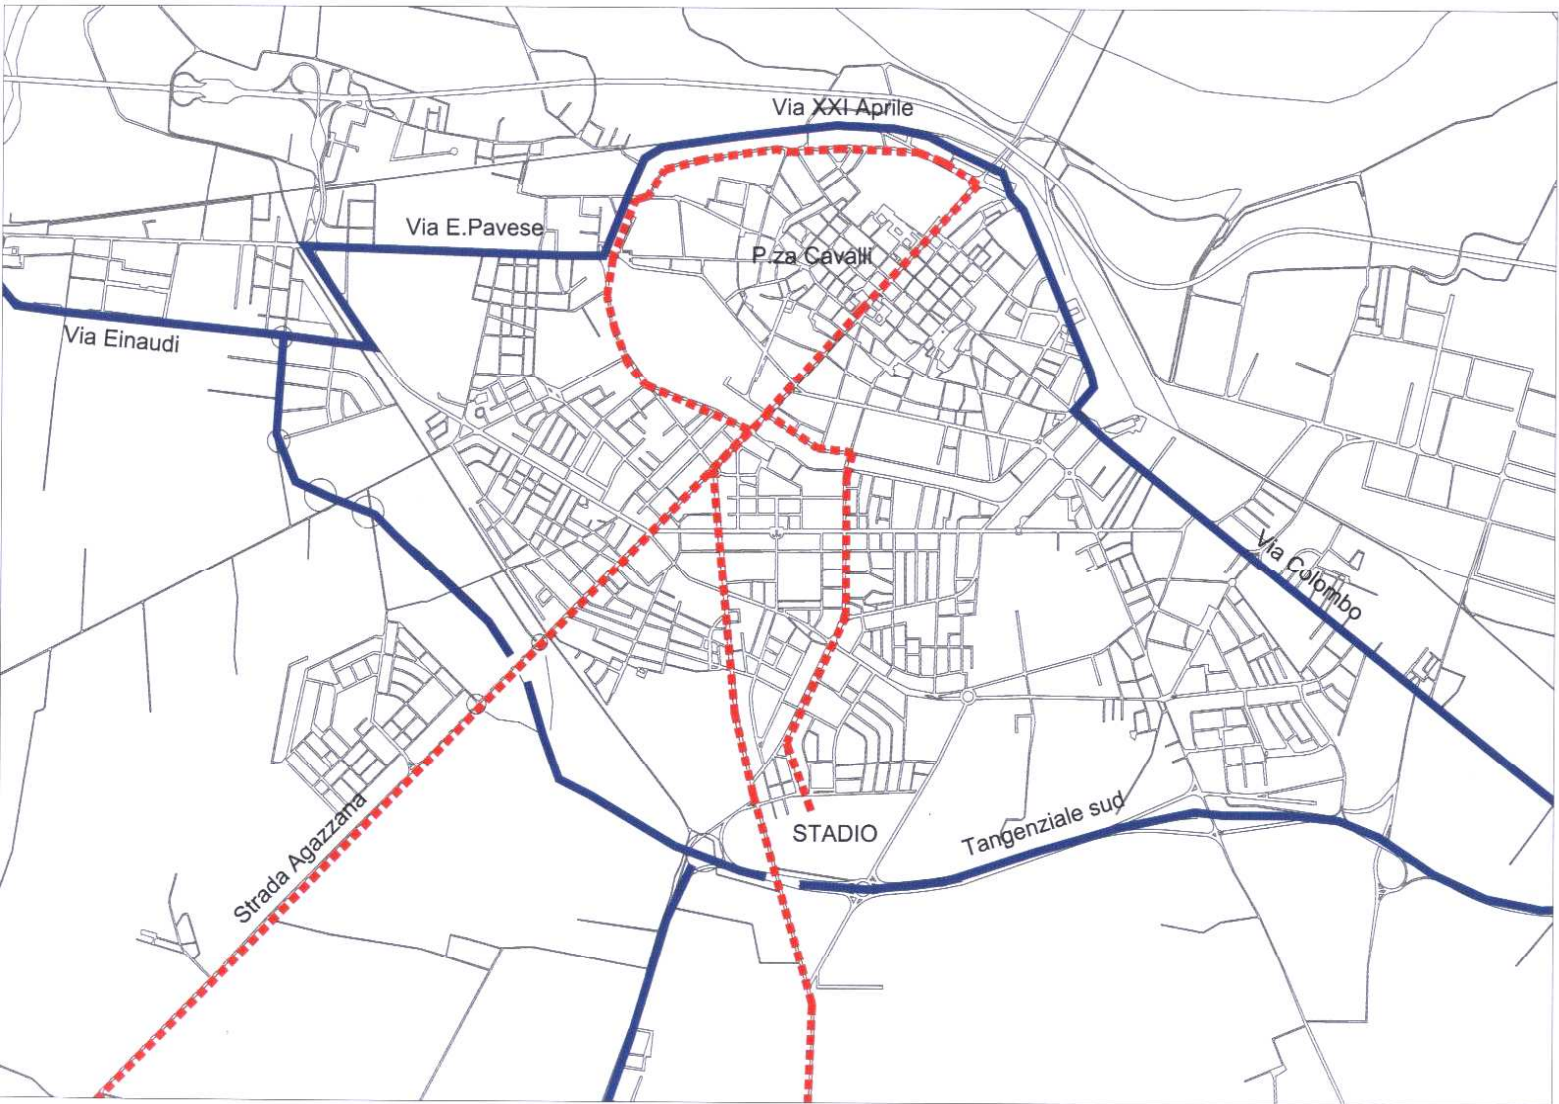 Via XXI Aprile
Via E.Pavese
P.za Cavalli
Via Einaudi
Via Colombo
Strada Agazzana
STADIO
Tangenziale sud